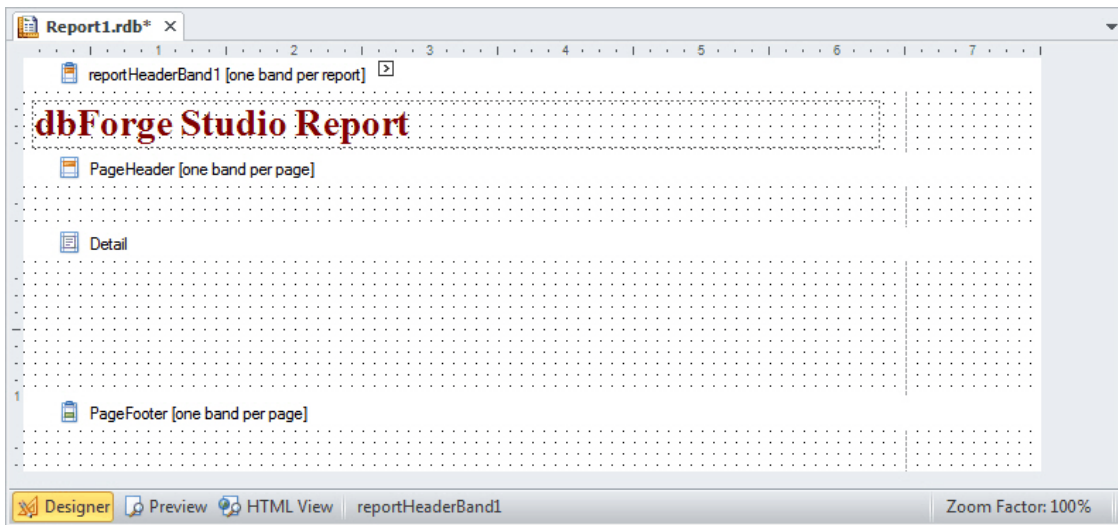 Report1.rdb*
1 2 3 4 5 6 7
reportHeaderBand1 [one band per report]
dbForge Studio Report
PageHeader [one band per page]
Detail
1
PageFooter [one band per page]
Designer Preview HTML View reportHeaderBand1 Zoom Factor: 100%